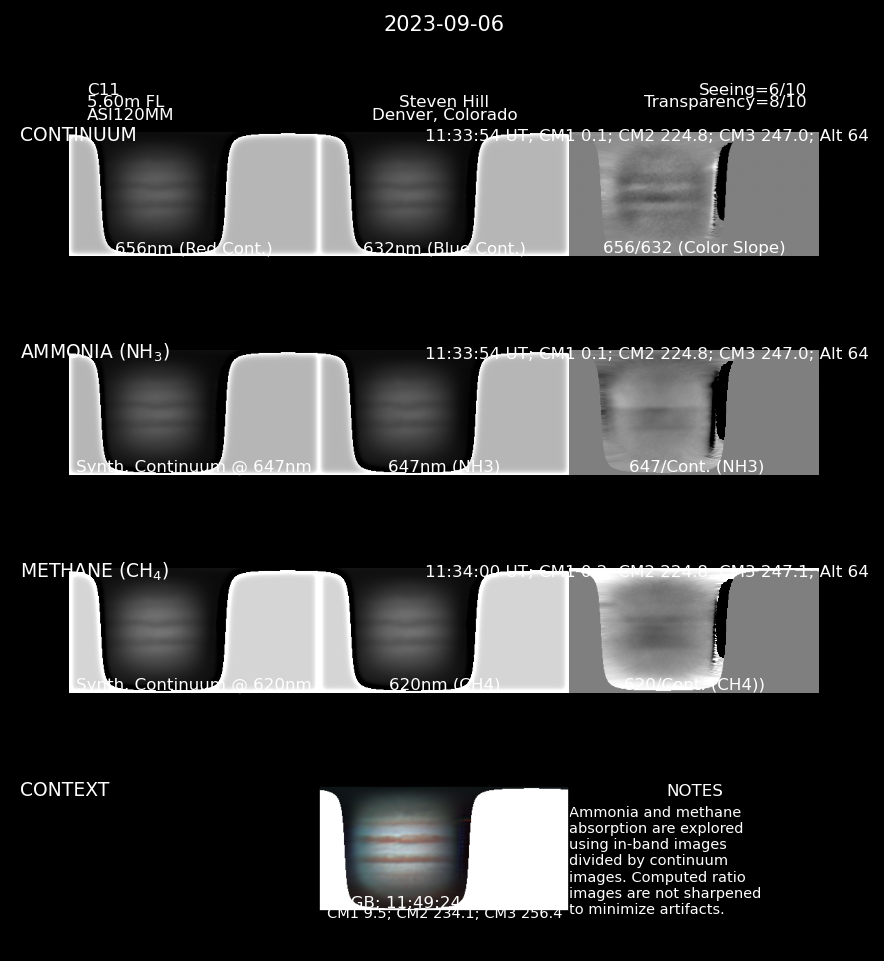 2023-09-06
C11
5.60m FL
ASI120MM
Steven Hill
Denver, Colorado
Seeing=6/10
Transparency=8/10
CONTINUUM
11:33:54 UT; CM1 0.1; CM2 224.8; CM3 247.0; Alt 64
656nm (Red Cont.)
632nm (Blue Cont.)
656/632 (Color Slope)
AMMONIA (NH₃)
11:33:54 UT; CM1 0.1; CM2 224.8; CM3 247.0; Alt 64
Synth. Continuum @ 647nm
647nm (NH3)
647/Cont. (NH3)
METHANE (CH₄)
11:34:00 UT; CM1 0.2; CM2 224.8; CM3 247.1; Alt 64
Synth. Continuum @ 620nm
620nm (CH4)
620/Cont. (CH4))
CONTEXT
GB: 11:49:24
CM1 9.5; CM2 234.1; CM3 256.4
NOTES
Ammonia and methane
absorption are explored
using in-band images
divided by continuum
images. Computed ratio
images are not sharpened
to minimize artifacts.